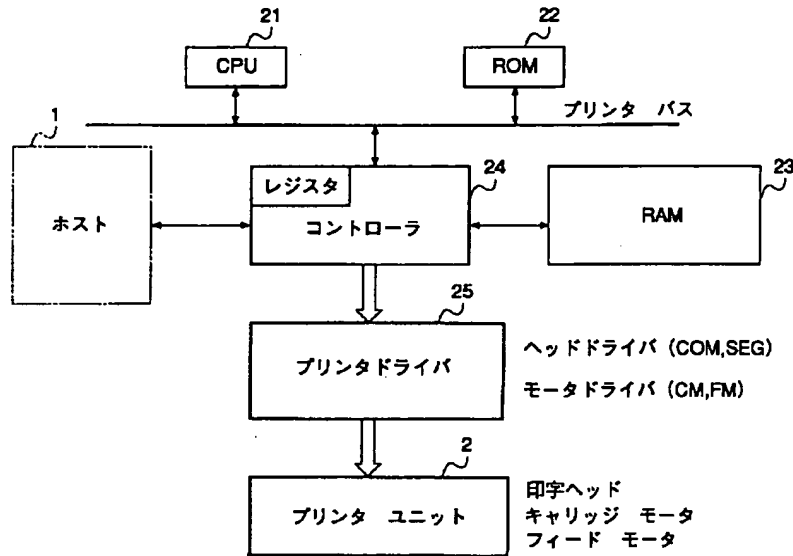 21
CPU
22
ROM
プリンタ バス
1
ホスト
レジスタ
コントローラ
24
RAM
23
25
プリンタドライバ
ヘッドドライバ (COM,SEG)
モータドライバ (CM,FM)
2
プリンタ ユニット
印字ヘッド
キャリッジ モータ
フィード モータ